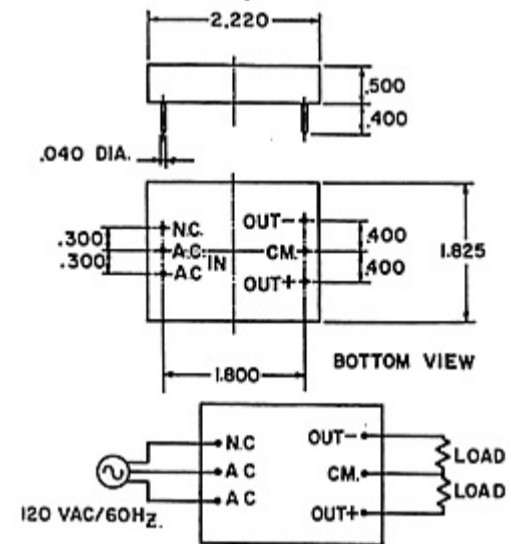 2.220
.500
.400
.040 DIA.
N.C. OUT-
.300 A.C. IN CM. .400
.300 AC OUT+ .400
1.825
1.800
BOTTOM VIEW
N.C OUT- LOAD
A C CM. LOAD
A C OUT+
120 VAC/60HZ.